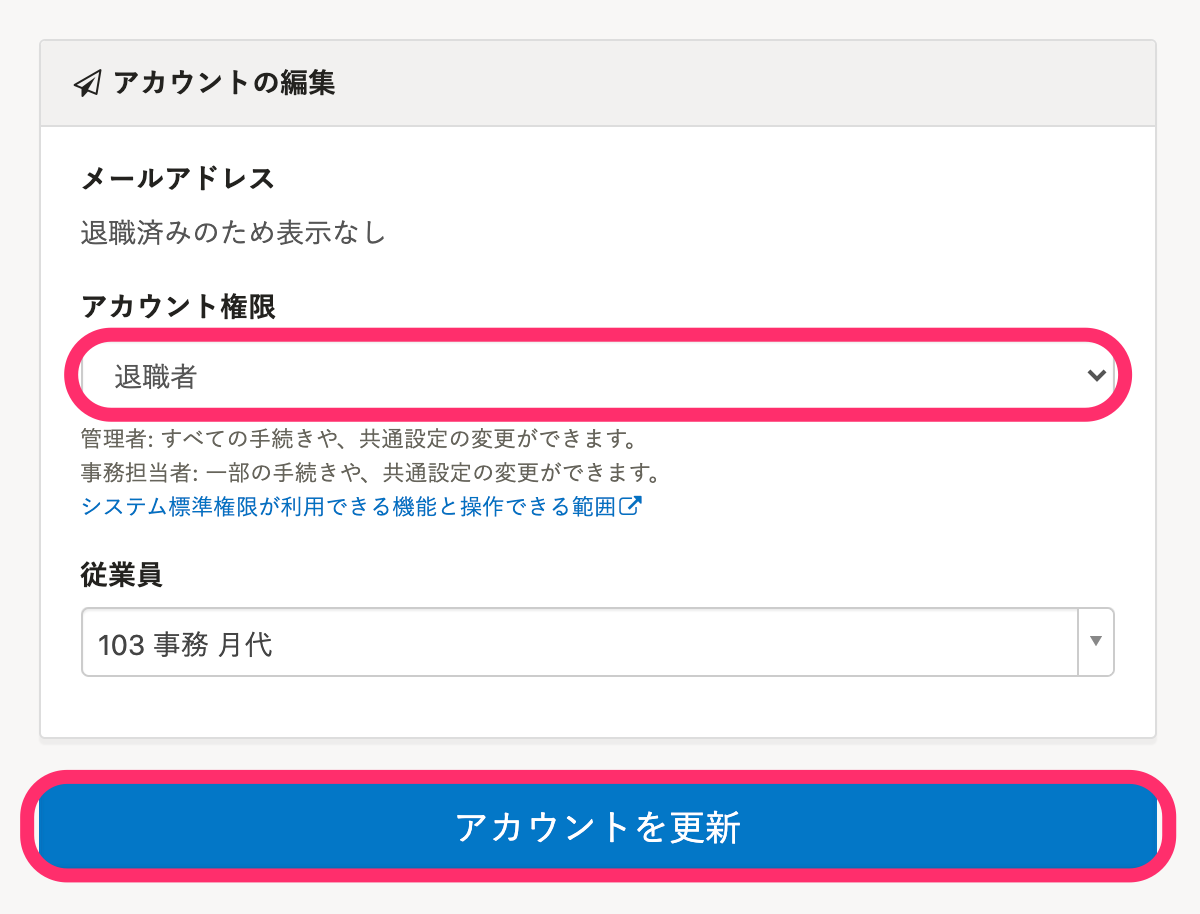 アカウントの編集
メールアドレス
退職済みのため表示なし
アカウント権限
退職者
管理者: すべての手続きや、共通設定の変更ができます。
事務担当者: 一部の手続きや、共通設定の変更ができます。
システム標準権限が利用できる機能と操作できる範囲
従業員
103 事務 月代
アカウントを更新